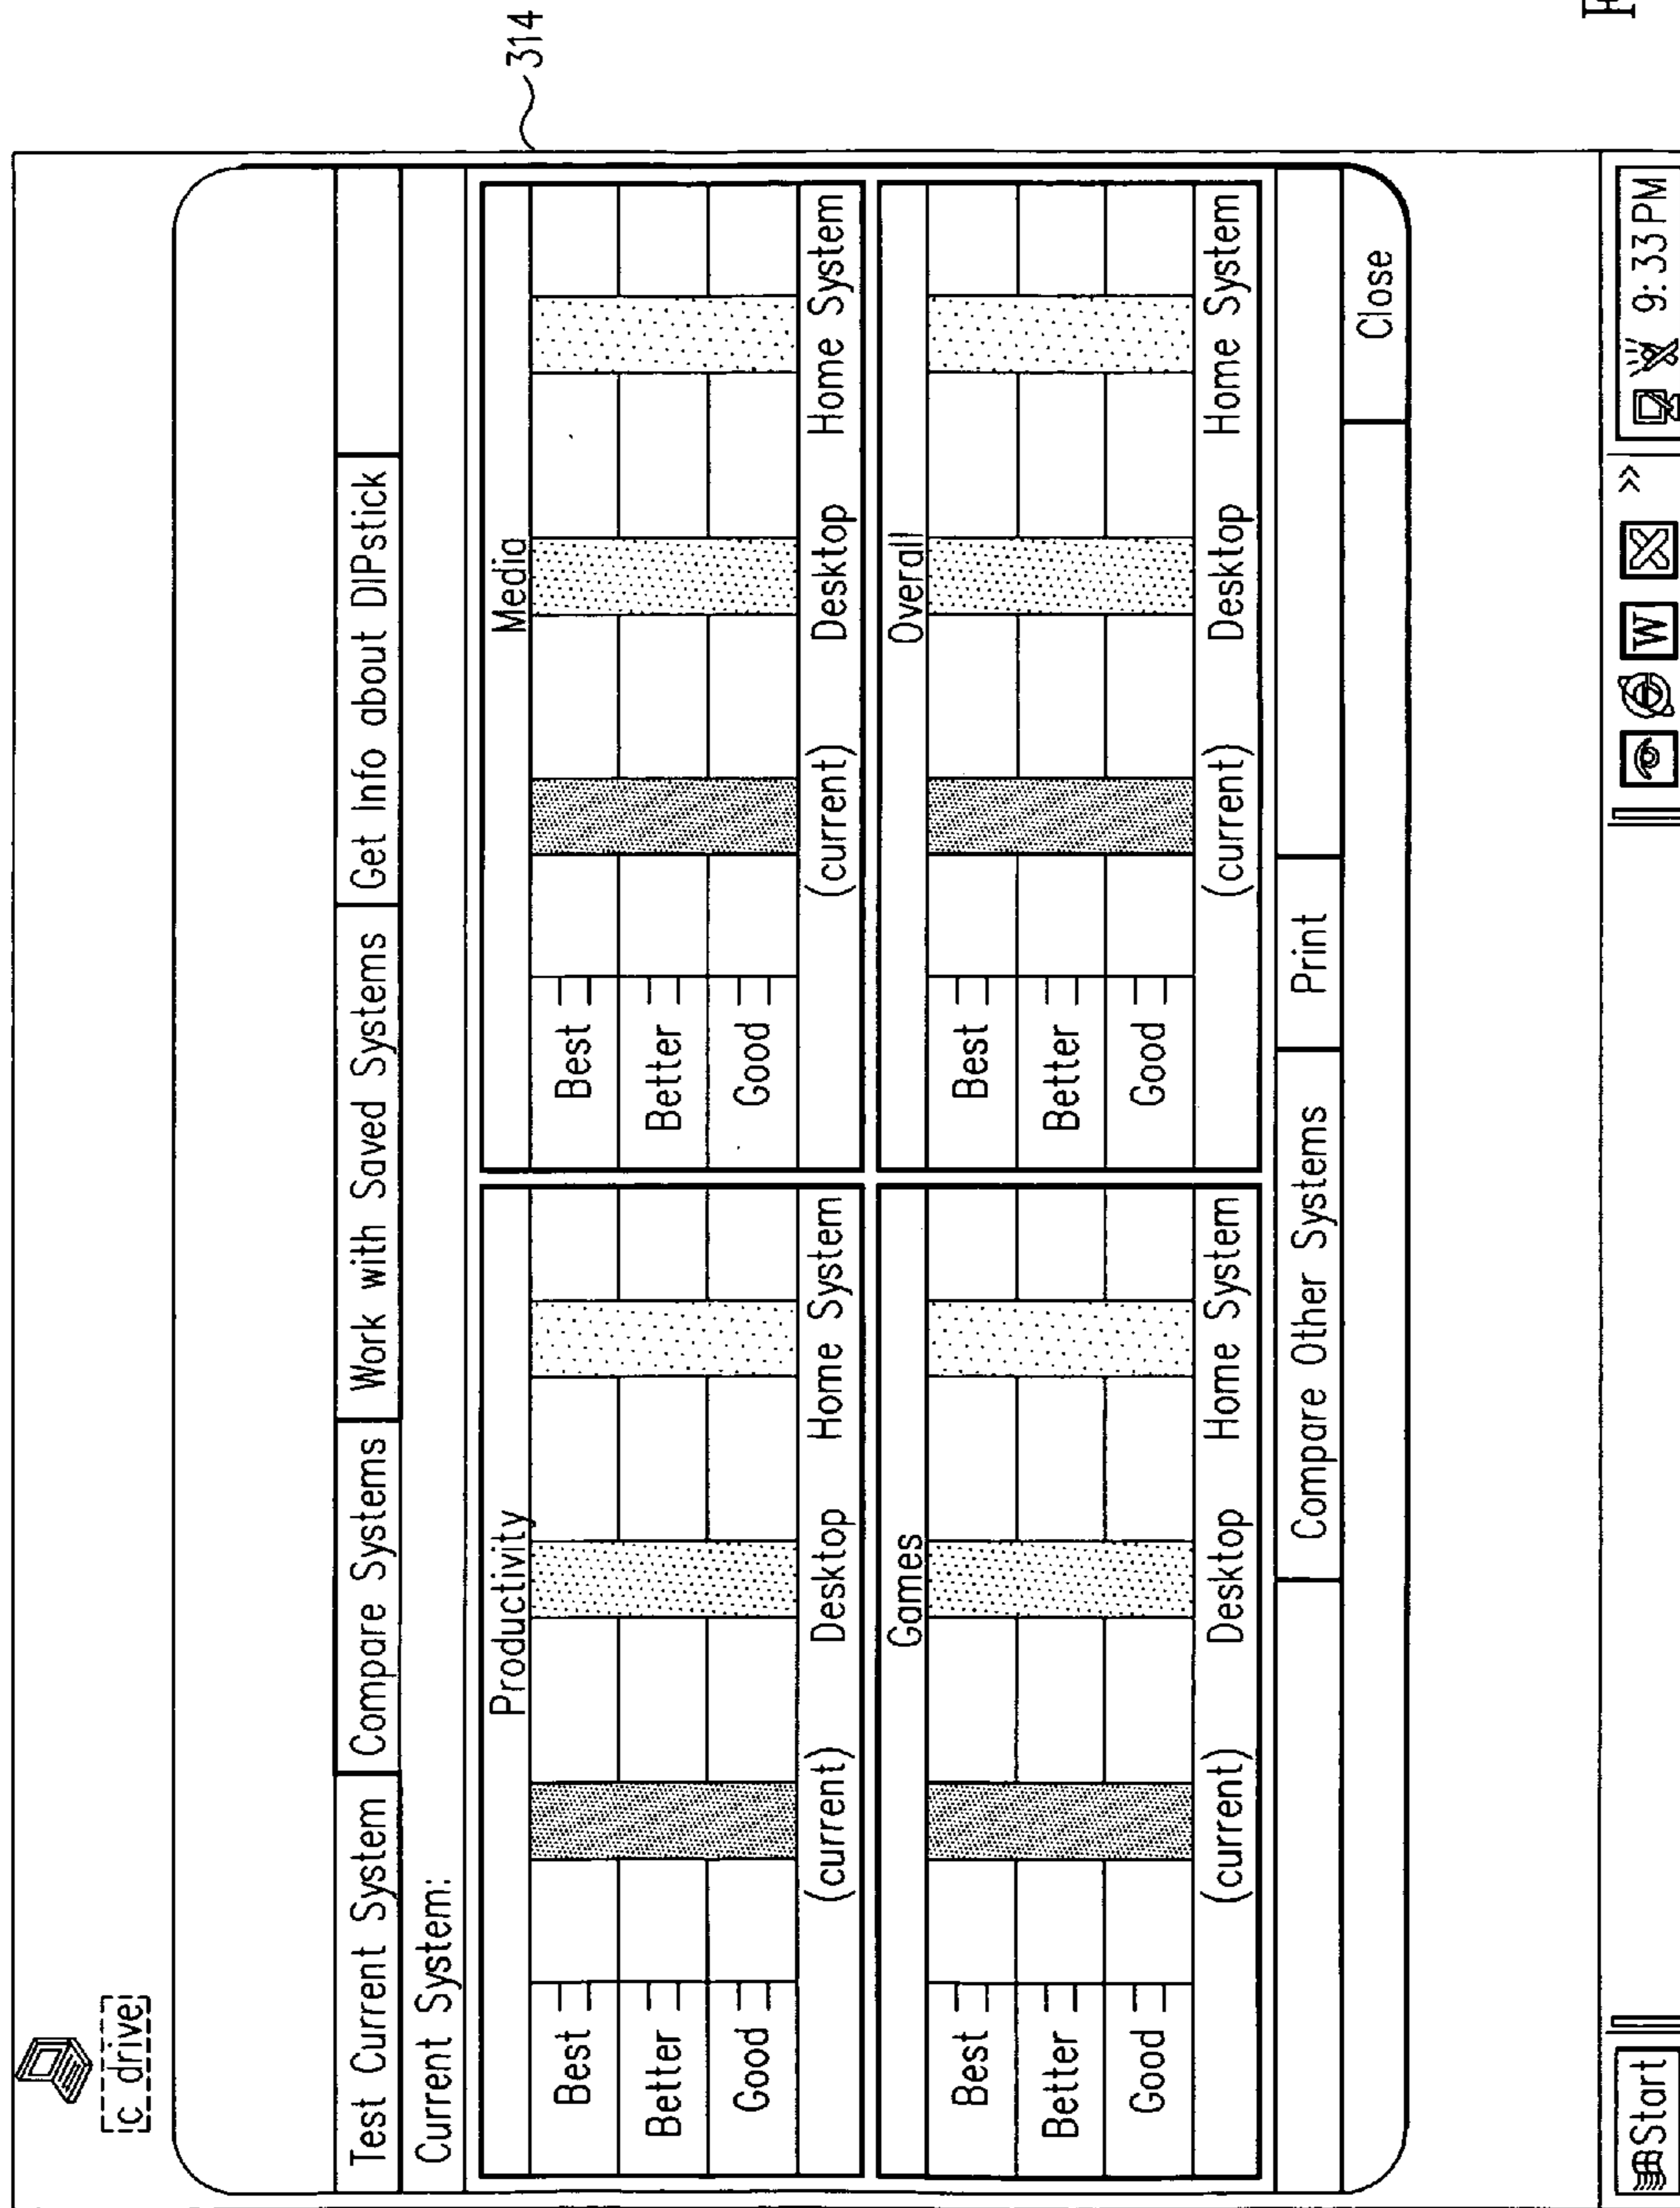 c drive
Test Current System Compare Systems Work with Saved Systems Get Info about DIPstick
Current System:
Productivity
Best
Better
Good
(current) Desktop Home System
Media
Best
Better
Good
(current) Desktop Home System
Games
Best
Better
Good
(current) Desktop Home System
Overall
Best
Better
Good
(current) Desktop Home System
Compare Other Systems Print
Close
Start W X » 9:33 PM
314